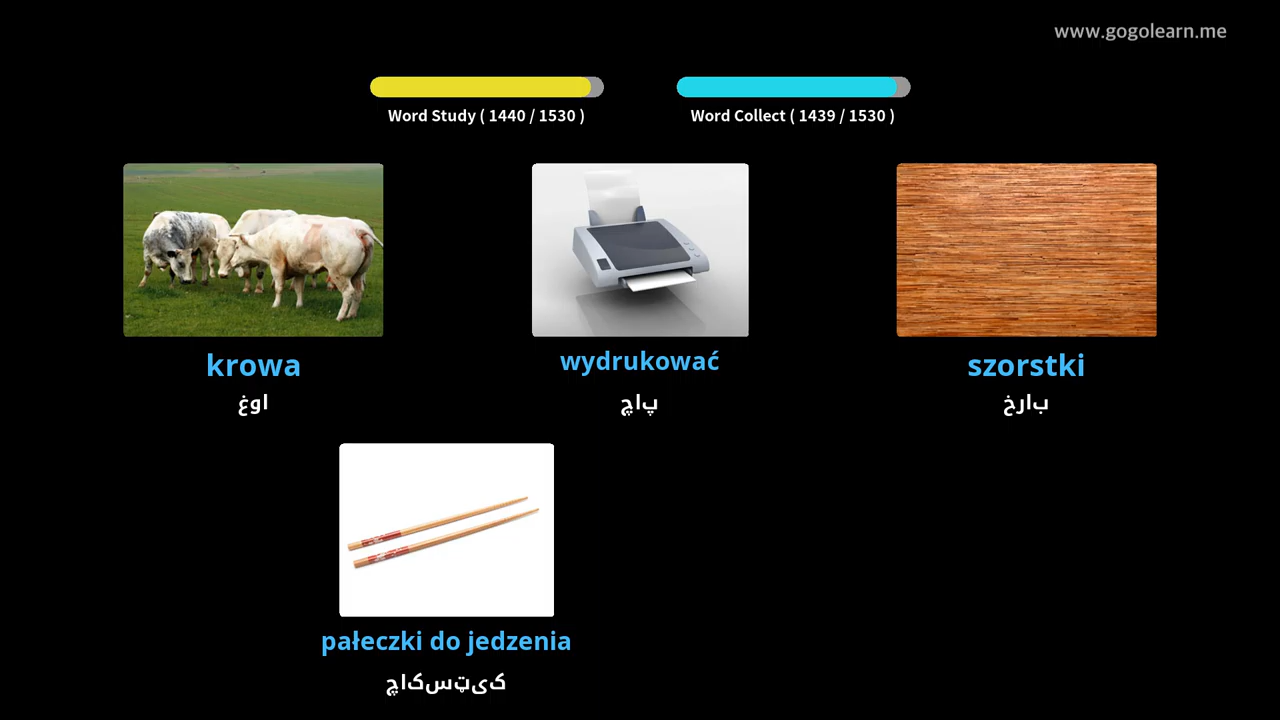 www.gogolearn.me
Word Study ( 1440 / 1530 )
Word Collect ( 1439 / 1530 )
krowa
اوغ
wydrukować
پاچ
szorstki
بارخ
pałeczki do jedzenia
کیټسکاچ